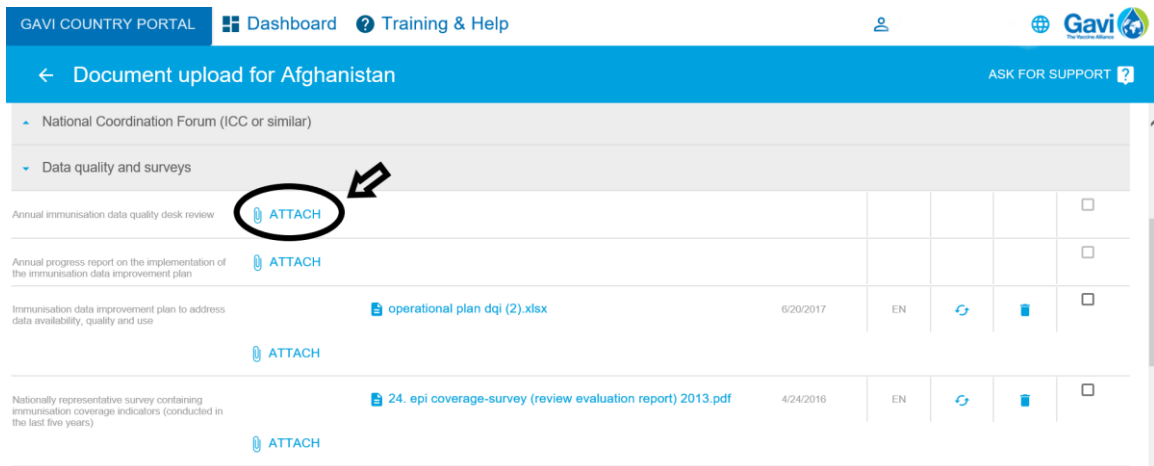 GAVI COUNTRY PORTAL Dashboard Training & Help Gavi
The Vaccine Alliance
Document upload for Afghanistan ASK FOR SUPPORT ?
National Coordination Forum (ICC or similar)
Data quality and surveys
Annual immunisation data quality desk review ATTACH
Annual progress report on the implementation of
the immunisation data improvement plan
ATTACH
Immunisation data improvement plan to address
data availability, quality and use
operational plan dqi (2).xlsx 6/20/2017 EN
ATTACH
Nationally representative survey containing
immunisation coverage indicators (conducted in
the last five years)
24. epi coverage-survey (review evaluation report) 2013.pdf 4/24/2016 EN
ATTACH